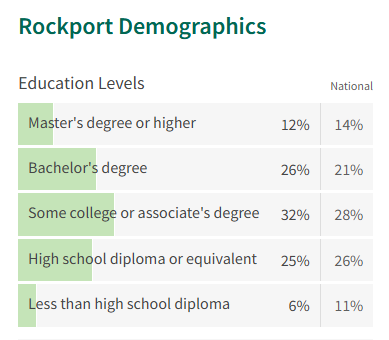 Rockport Demographics
Education Levels National
Master's degree or higher 12% 14%
Bachelor's degree 26% 21%
Some college or associate's degree 32% 28%
High school diploma or equivalent 25% 26%
Less than high school diploma 6% 11%